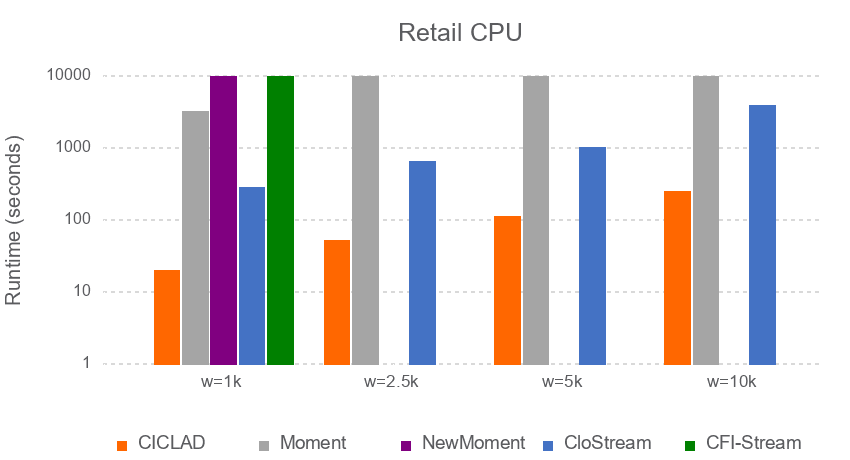 Retail CPU
Runtime (seconds)
10000
1000
100
10
1
w=1k w=2.5k w=5k w=10k
CICLAD Moment NewMoment CloStream CFI-Stream